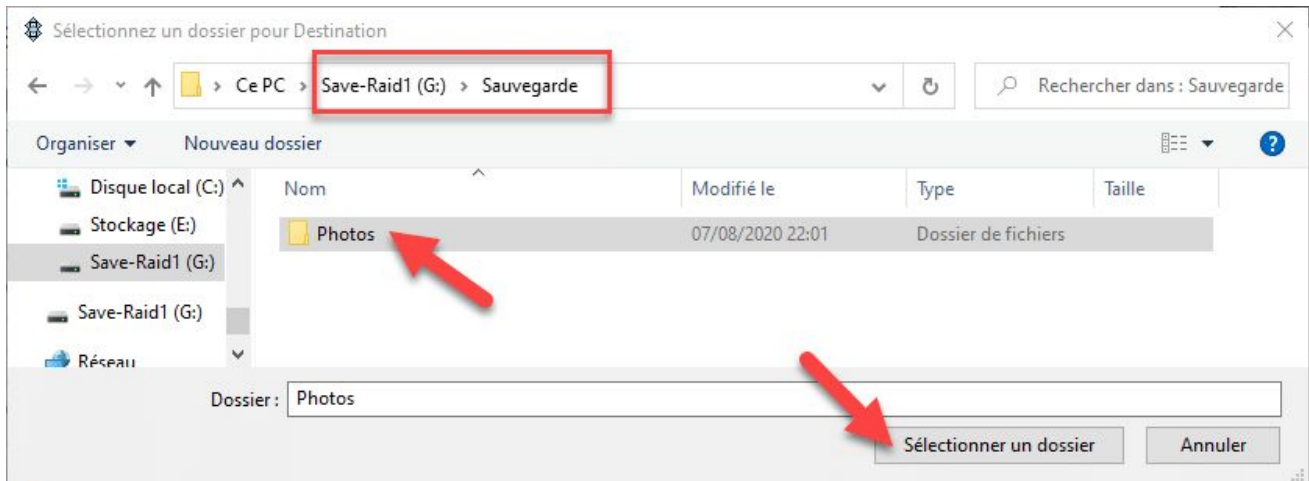 Sélectionnez un dossier pour Destination
Ce PC > Save-Raid1 (G:) > Sauvegarde
Rechercher dans : Sauvegarde
Organiser
Nouveau dossier
Disque local (C:)
Stockage (E:)
Save-Raid1 (G:)
Save-Raid1 (G:)
Réseau
Nom Modifié le Type Taille
Photos 07/08/2020 22:01 Dossier de fichiers
Dossier : Photos
Sélectionner un dossier
Annuler